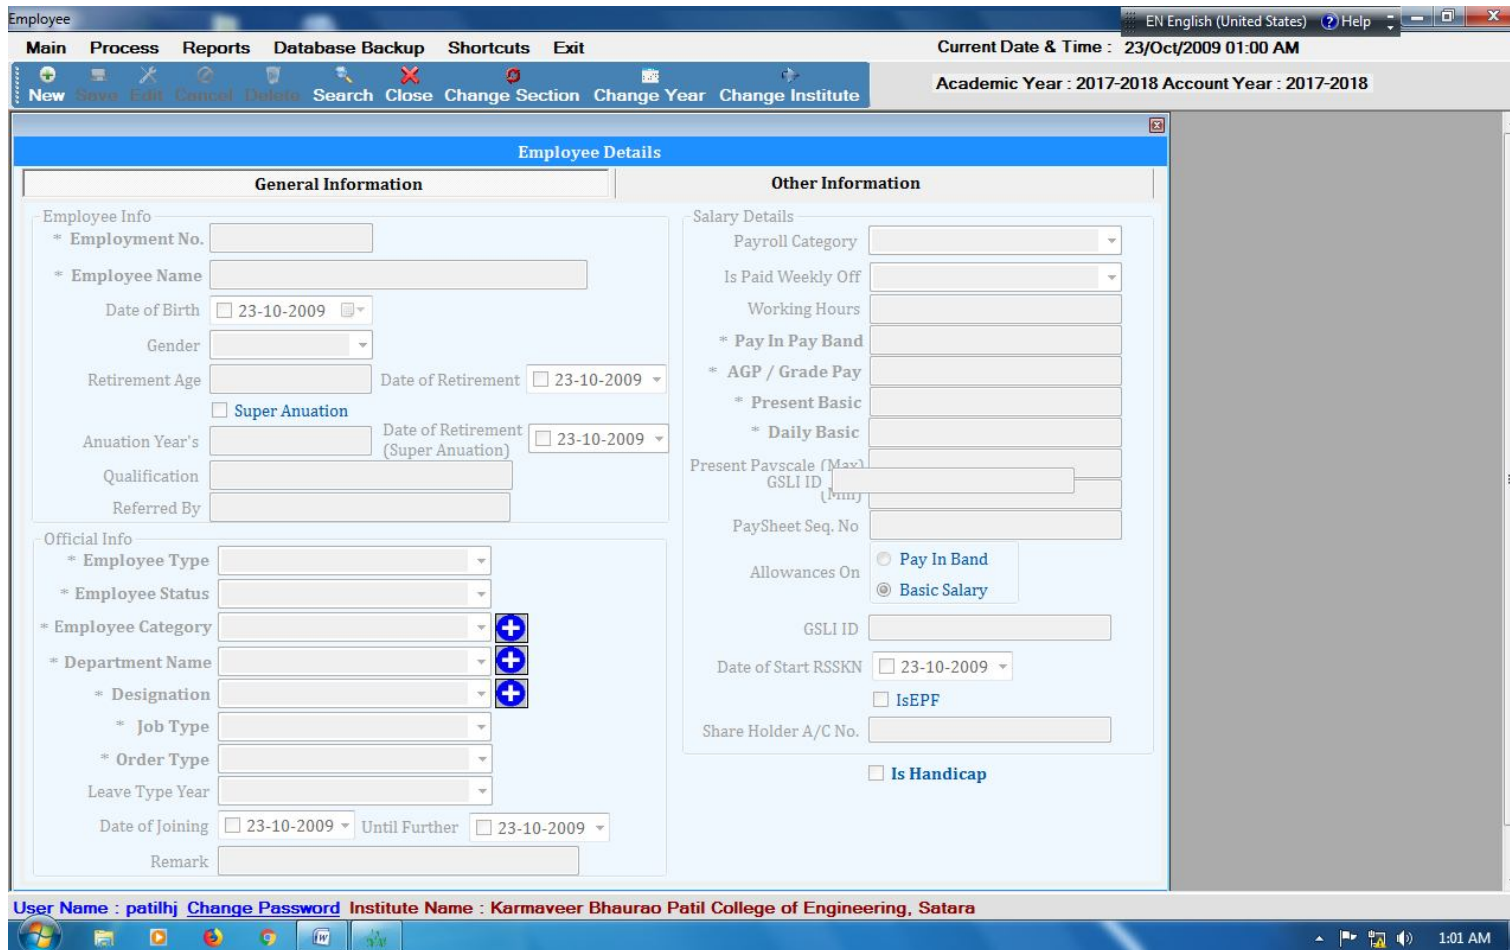 Employee
EN English (United States) ? Help
Main Process Reports Database Backup Shortcuts Exit
Current Date & Time : 23/Oct/2009 01:00 AM
New Save Edit Cancel Delete Search Close Change Section Change Year Change Institute
Academic Year : 2017-2018 Account Year : 2017-2018
Employee Details
General Information
Other Information
Employee Info
* Employment No.
* Employee Name
Date of Birth 23-10-2009
Gender
Retirement Age
Date of Retirement 23-10-2009
Super Anuation
Anuation Year's
Date of Retirement
(Super Anuation) 23-10-2009
Qualification
Referred By
Official Info
* Employee Type
* Employee Status
* Employee Category
* Department Name
* Designation
* Job Type
* Order Type
Leave Type Year
Date of Joining 23-10-2009 Until Further 23-10-2009
Remark
Salary Details
Payroll Category
Is Paid Weekly Off
Working Hours
* Pay In Pay Band
* AGP / Grade Pay
* Present Basic
* Daily Basic
Present Payscale (Max)
GSLI ID
(Min)
PaySheet Seq. No
Allowances On
Pay In Band
Basic Salary
GSLI ID
Date of Start RSSKN 23-10-2009
IsEPF
Share Holder A/C No.
Is Handicap
User Name : patilhj Change Password Institute Name : Karmaveer Bhaurao Patil College of Engineering, Satara
1:01 AM